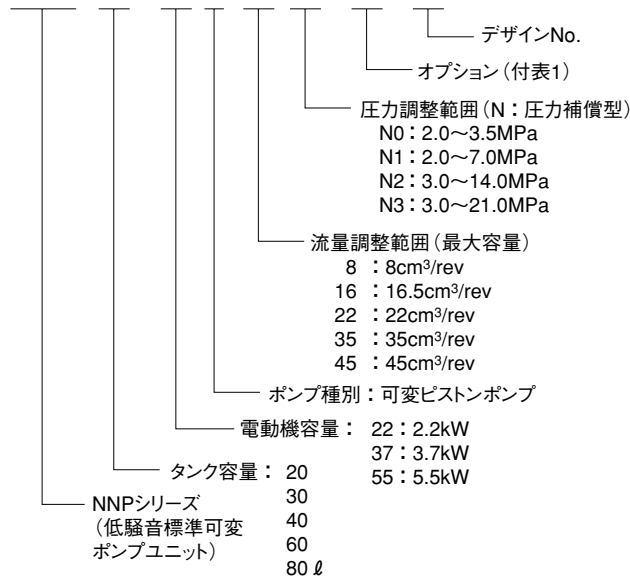 デザインNo.
オプション（付表1）
圧力調整範囲（N：圧力補償型）
N0：2.0～3.5MPa
N1：2.0～7.0MPa
N2：3.0～14.0MPa
N3：3.0～21.0MPa
流量調整範囲（最大容量）
8 ：8cm³/rev
16 ：16.5cm³/rev
22 ：22cm³/rev
35 ：35cm³/rev
45 ：45cm³/rev
ポンプ種別：可変ピストンポンプ
電動機容量： 22：2.2kW
37：3.7kW
55：5.5kW
タンク容量： 20
30
40
60
80 ℓ
NNPシリーズ
（低騒音標準可変
ポンプユニット）